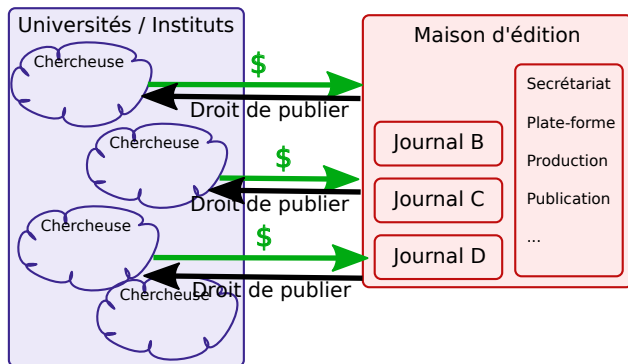 Universités / Instituts
Chercheuse
Chercheuse
Chercheuse
Chercheuse
$
Droit de publier
$
Droit de publier
$
Droit de publier
Maison d'édition
Journal B
Journal C
Journal D
Secrétariat
Plate-forme
Production
Publication
...